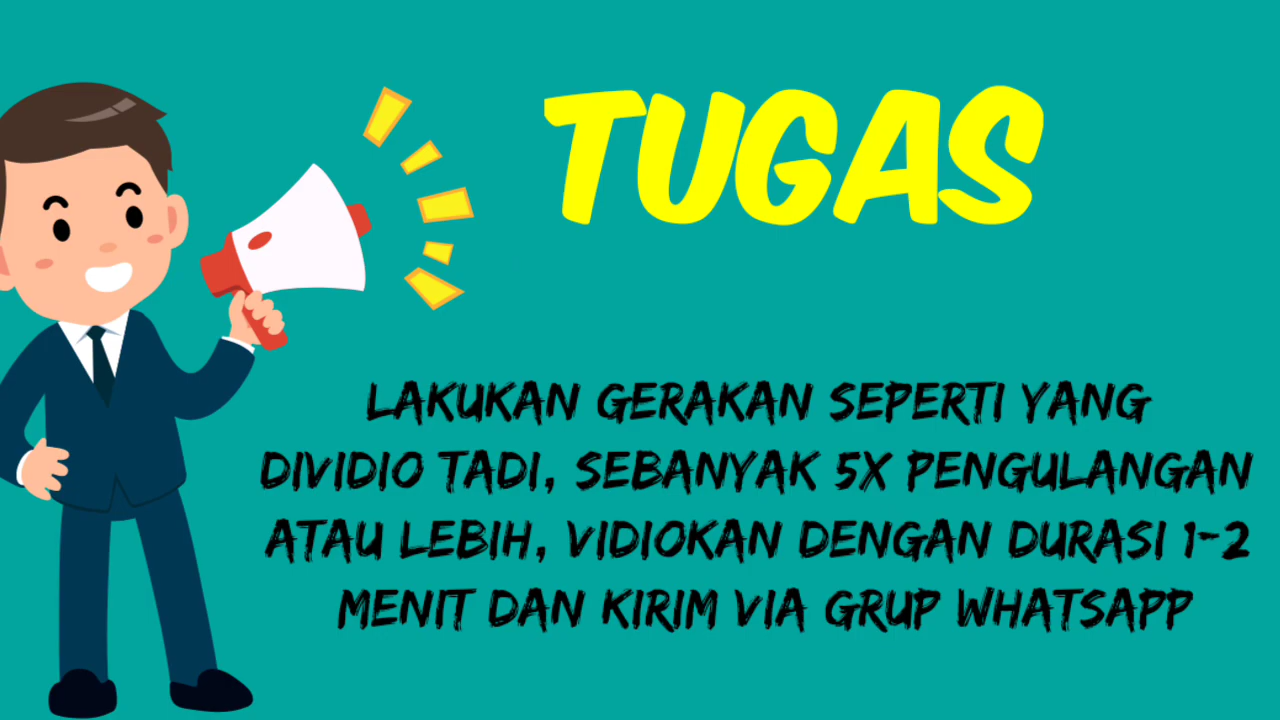 TUGAS
LAKUKAN GERAKAN SEPERTI YANG
DIVIDIO TADI, SEBANYAK 5X PENGULANGAN
ATAU LEBIH, VIDIOKAN DENGAN DURASI 1-2
MENIT DAN KIRIM VIA GRUP WHATSAPP